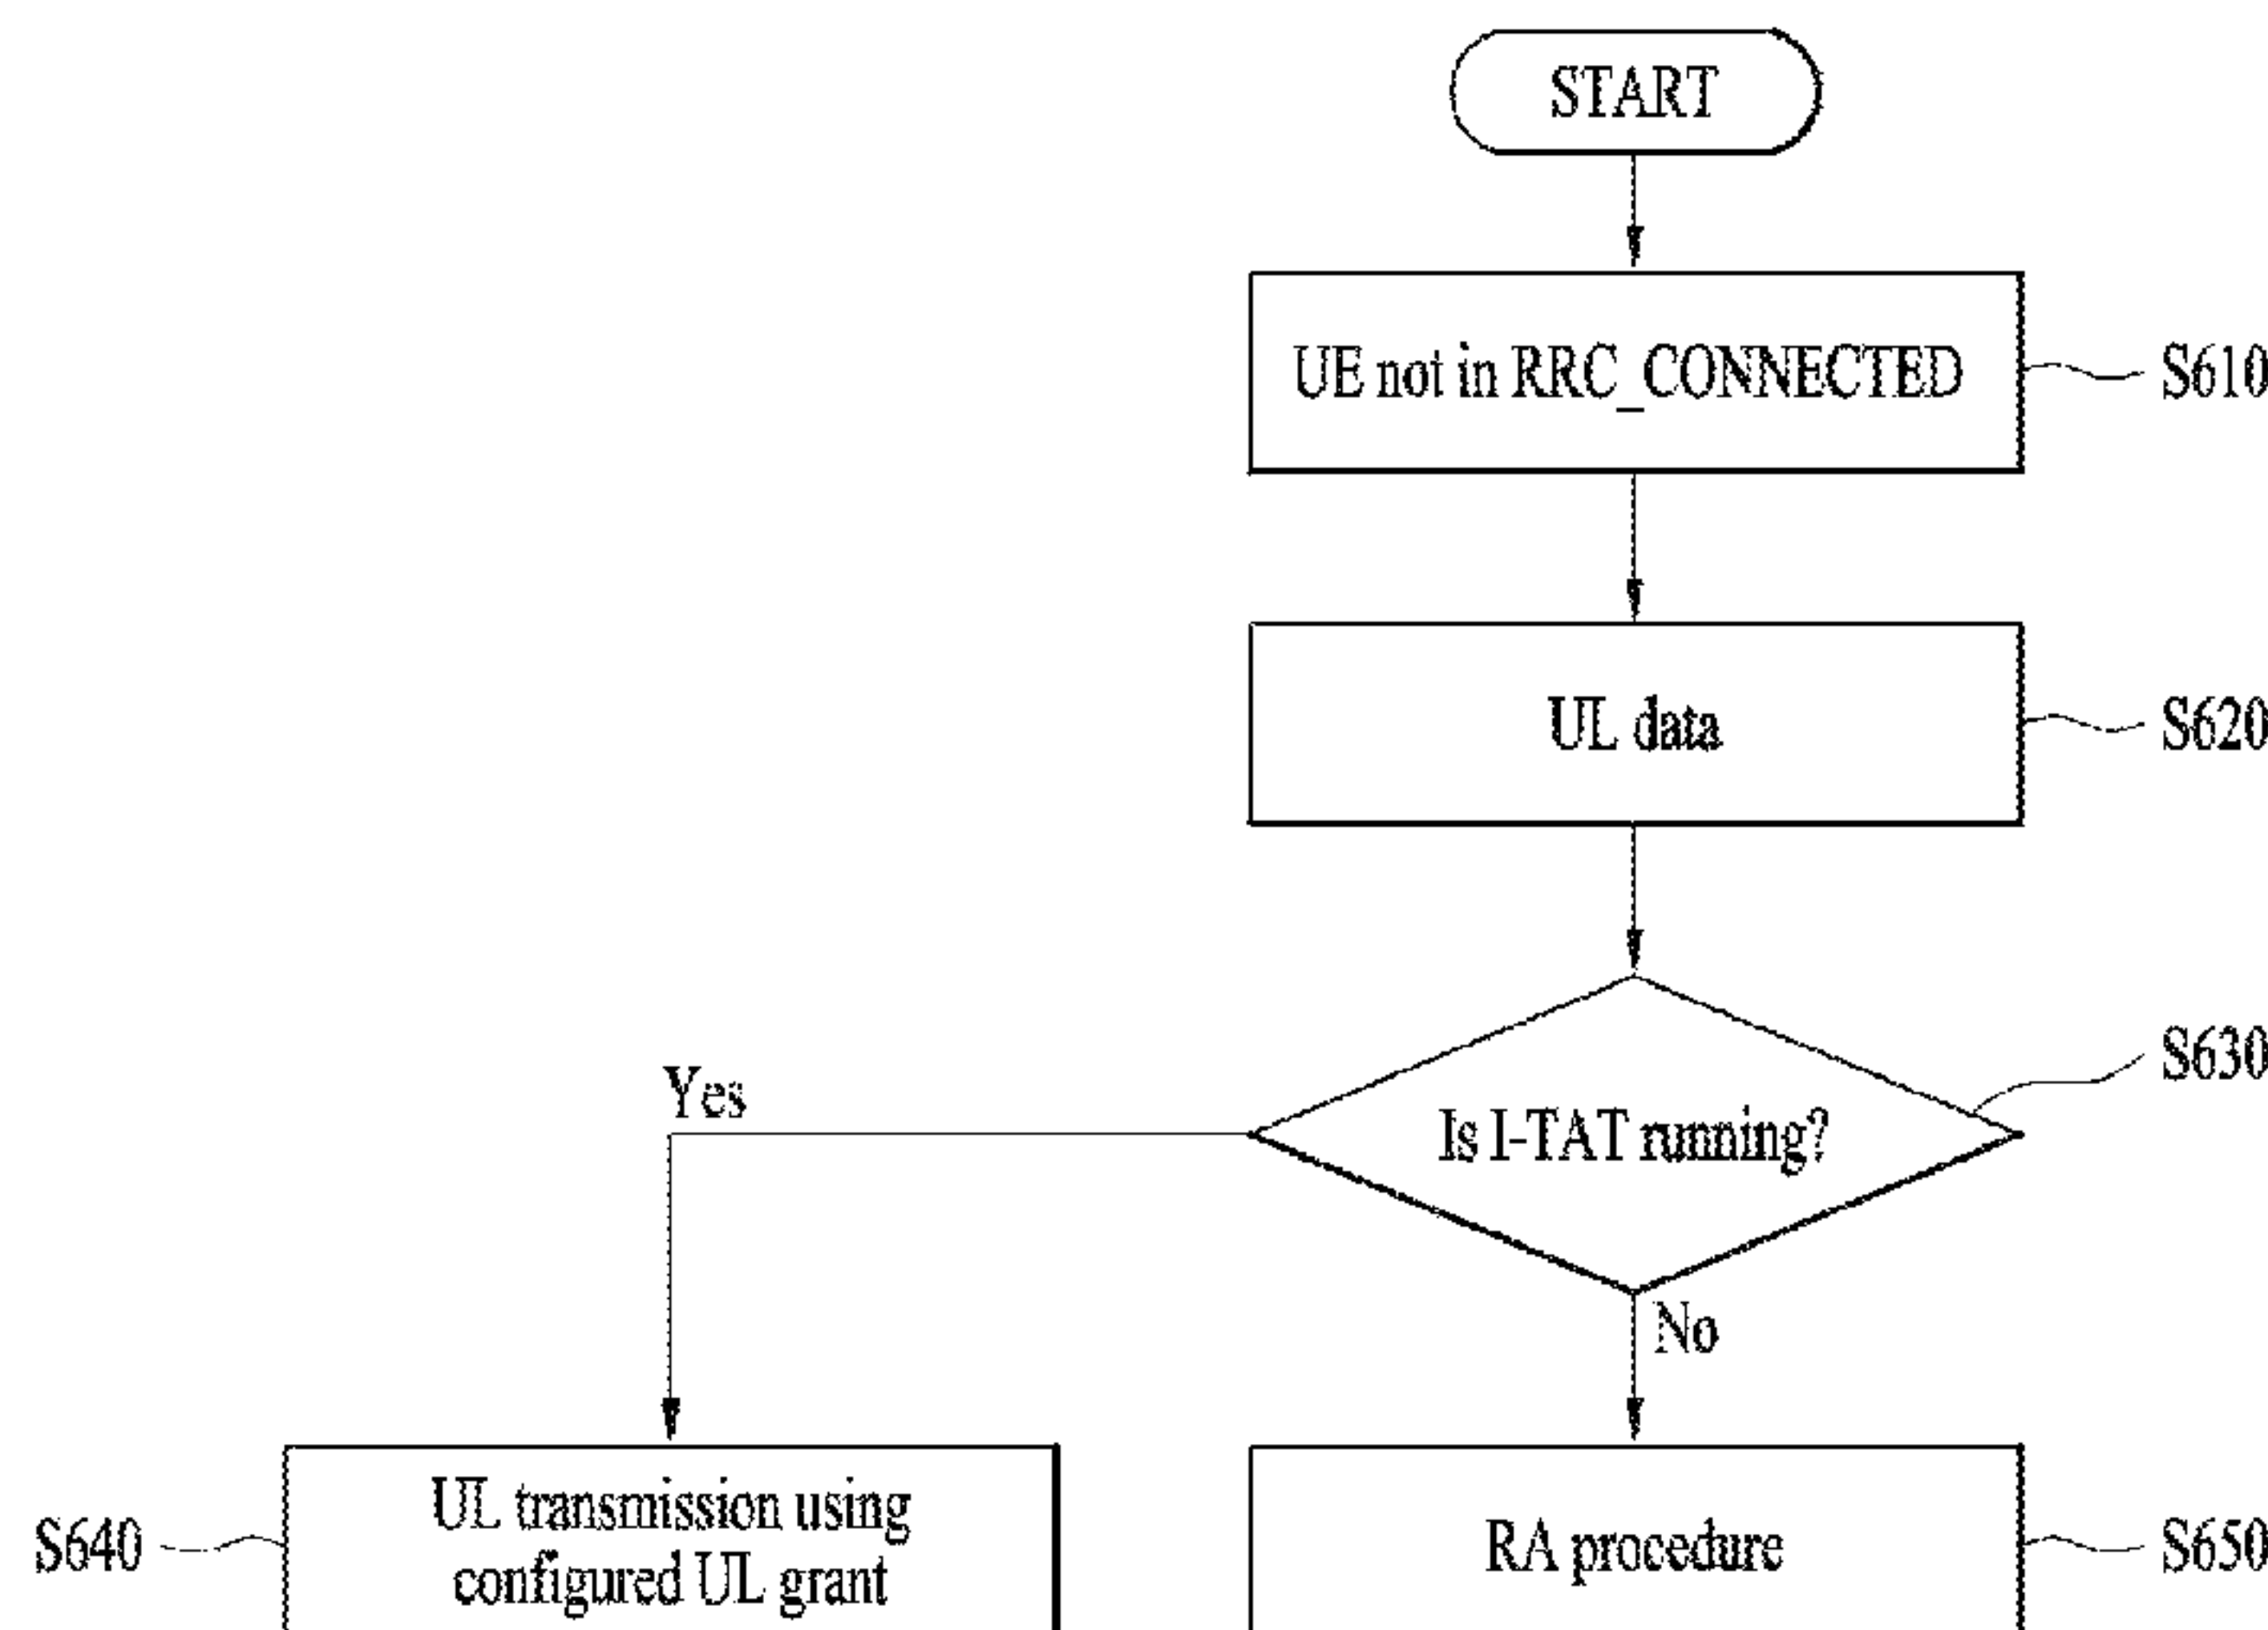 START
UE not in RRC_CONNECTED
S610
UL data
S620
S630
Is I-TAT running?
Yes
No
S640
UL transmission using
configured UL grant
RA procedure
S650